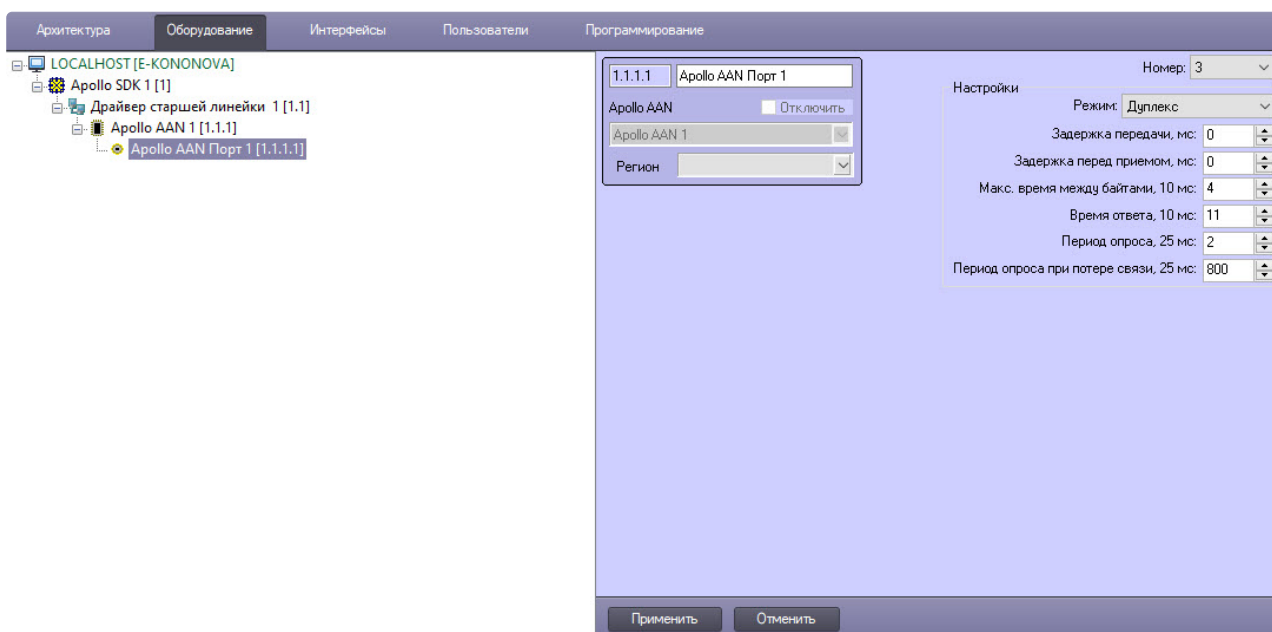 Архитектура Оборудование Интерфейсы Пользователи Программирование
LOCALHOST [E-KONONOVA]
Apollo SDK 1 [1]
Драйвер старшей линейки 1 [1.1]
Apollo AAN 1 [1.1.1]
Apollo AAN Порт 1 [1.1.1.1]
1.1.1.1 Apollo AAN Порт 1
Apollo AAN Отключить
Apollo AAN 1
Регион
Номер: 3
Настройки
Режим: Дуплекс
Задержка передачи, мс: 0
Задержка перед приемом, мс: 0
Макс. время между байтами, 10 мс: 4
Время ответа, 10 мс: 11
Период опроса, 25 мс: 2
Период опроса при потере связи, 25 мс: 800
Применить Отменить